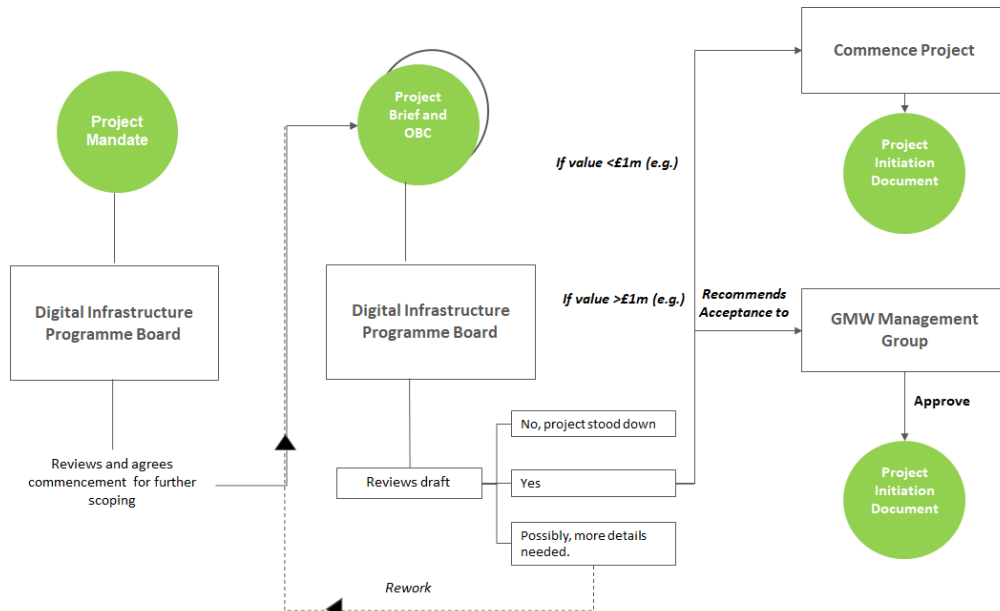 Project
Mandate
Digital Infrastructure
Programme Board
Reviews and agrees
commencement for further
scoping
Project
Brief and
OBC
Digital Infrastructure
Programme Board
Reviews draft
No, project stood down
Yes
Possibly, more details
needed.
Rework
If value <£1m (e.g.)
If value >£1m (e.g.)
Recommends
Acceptance to
Commence Project
Project
Initiation
Document
GMW Management
Group
Approve
Project
Initiation
Document